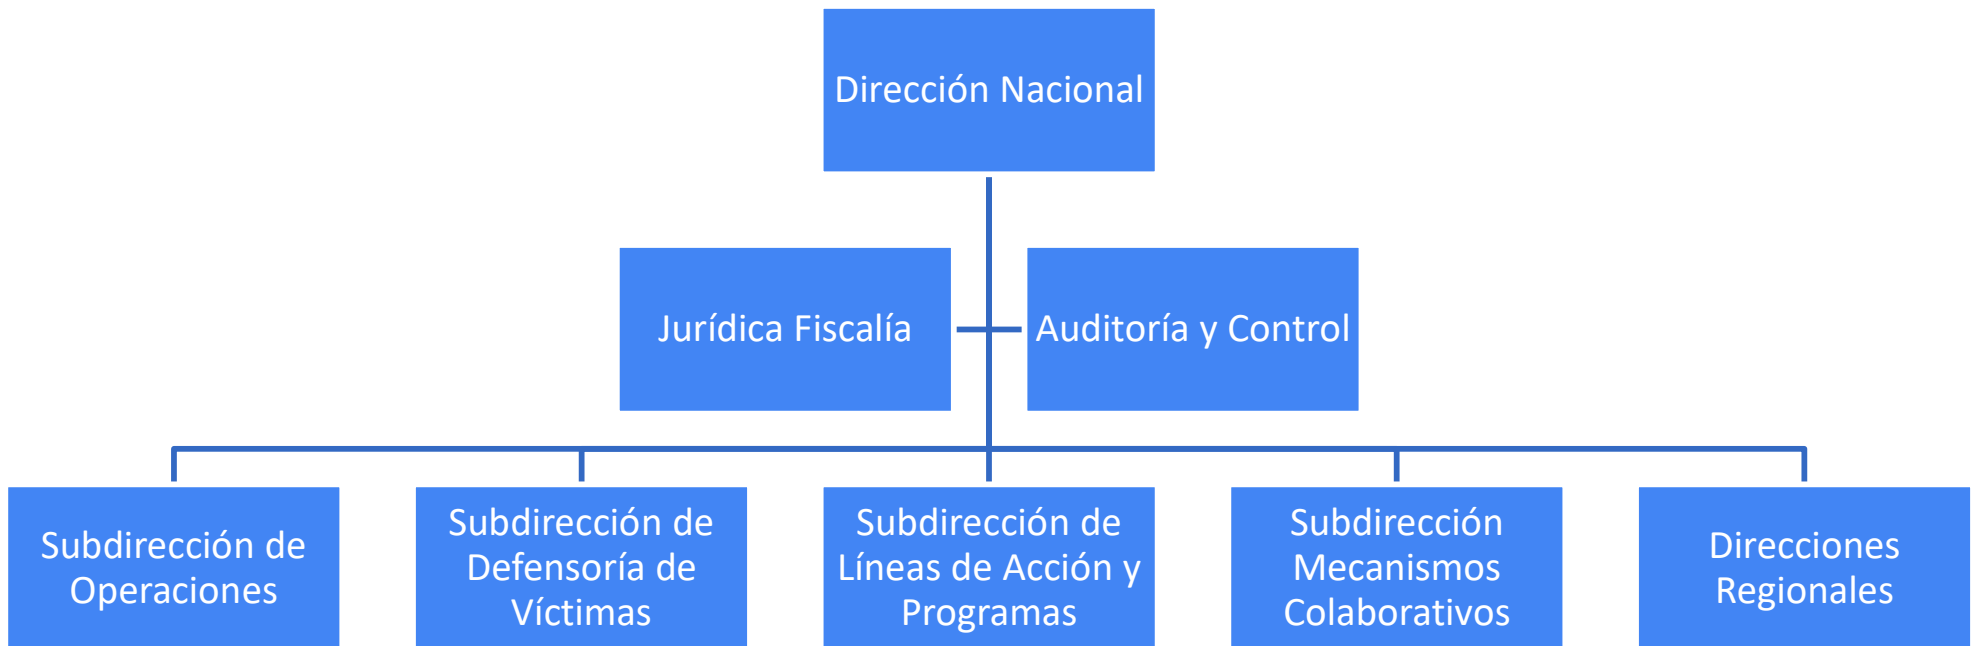 Dirección Nacional
Jurídica Fiscalía
Auditoría y Control
Subdirección de
Operaciones
Subdirección de
Defensoría de
Víctimas
Subdirección de
Líneas de Acción y
Programas
Subdirección
Mecanismos
Colaborativos
Direcciones
Regionales